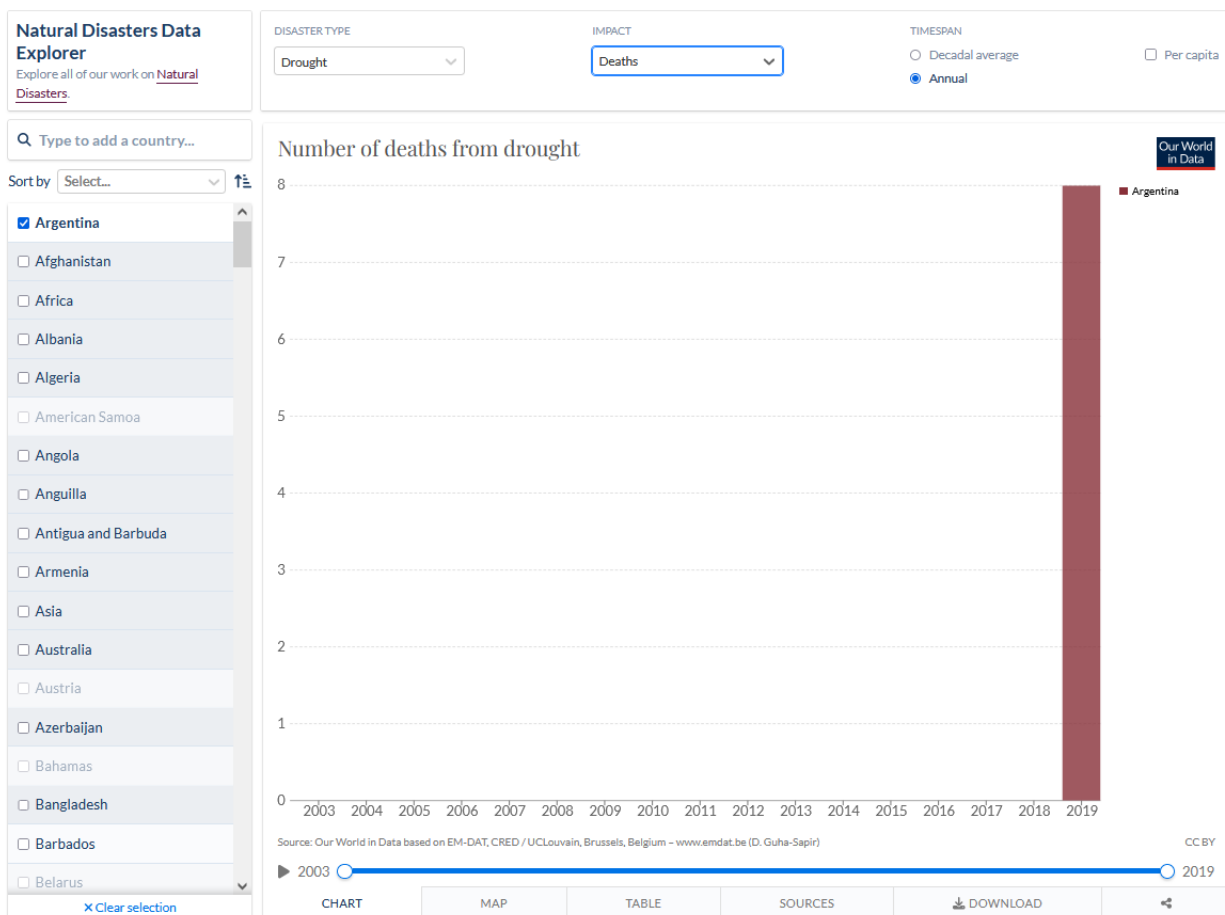 Natural Disasters Data
Explorer
Explore all of our work on Natural
Disasters.
DISASTER TYPE
Drought
IMPACT
Deaths
TIMESPAN
Decadal average
Annual
Per capita
Type to add a country...
Sort by Select...
Argentina
Afghanistan
Africa
Albania
Algeria
American Samoa
Angola
Anguilla
Antigua and Barbuda
Armenia
Asia
Australia
Austria
Azerbaijan
Bahamas
Bangladesh
Barbados
Belarus
× Clear selection
Number of deaths from drought
Our World
in Data
Argentina
8
7
6
5
4
3
2
1
0
2003 2004 2005 2006 2007 2008 2009 2010 2011 2012 2013 2014 2015 2016 2017 2018 2019
Source: Our World in Data based on EM-DAT, CRED / UCLouvain, Brussels, Belgium – www.emdat.be (D. Guha-Sapir) CC BY
2003 2019
CHART MAP TABLE SOURCES DOWNLOAD